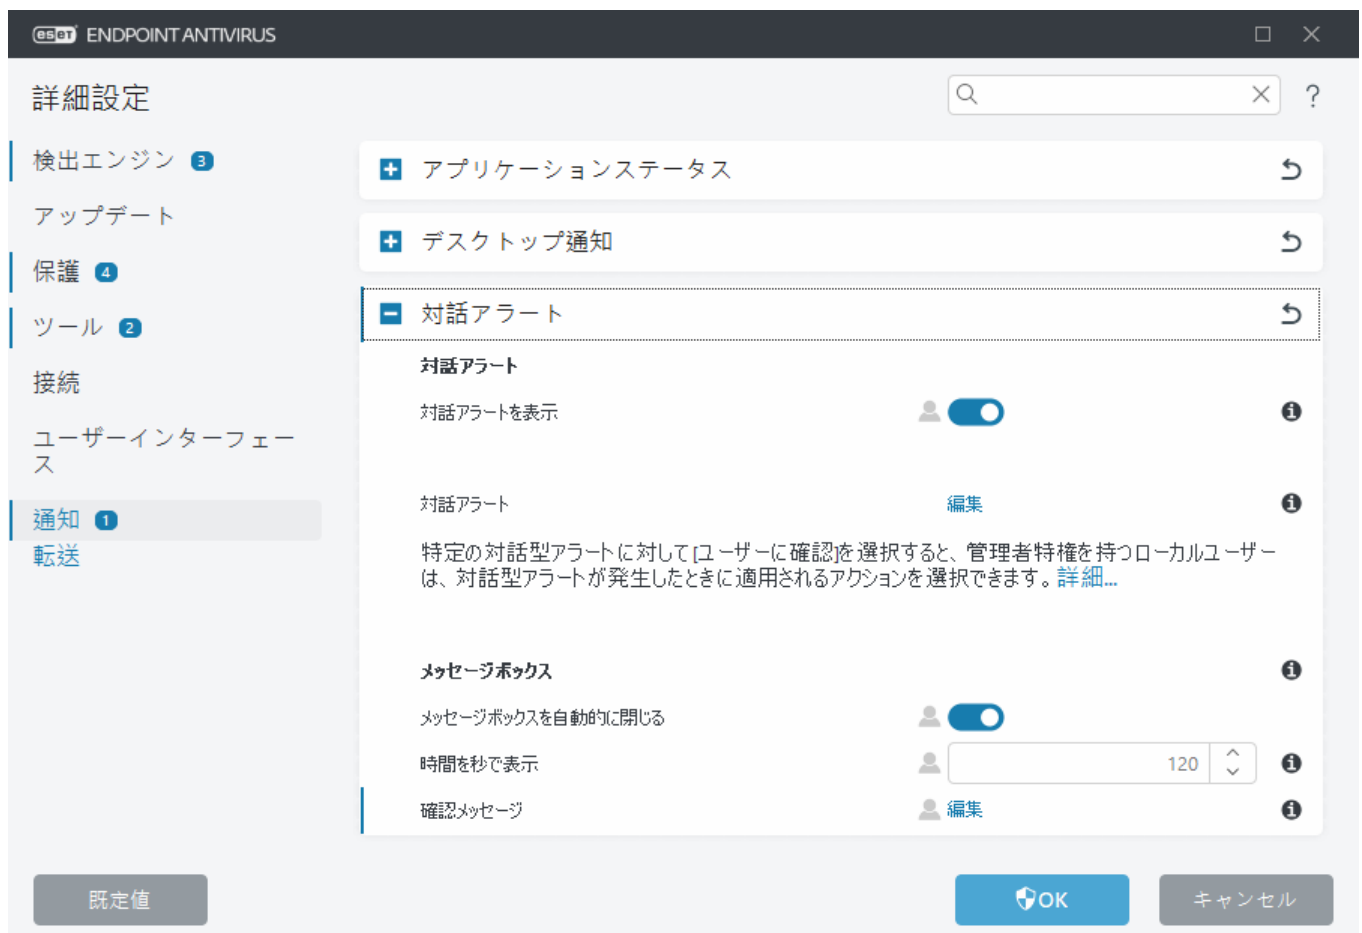 eset ENDPOINT ANTIVIRUS
詳細設定
?
検出エンジン 3
アップデート
保護 4
ツール 2
接続
ユーザーインターフェー
ス
通知 1
転送
アプリケーションステータス
デスクトップ通知
対話アラート
対話アラート
対話アラートを表示
対話アラート
編集
特定の対話型アラートに対して[ユーザーに確認]を選択すると、管理者特権を持つローカルユーザー
は、対話型アラートが発生したときに適用されるアクションを選択できます。詳細...
メッセージボックス
メッセージボックスを自動的に閉じる
時間を秒で表示
120
確認メッセージ
編集
既定値
OK
キャンセル